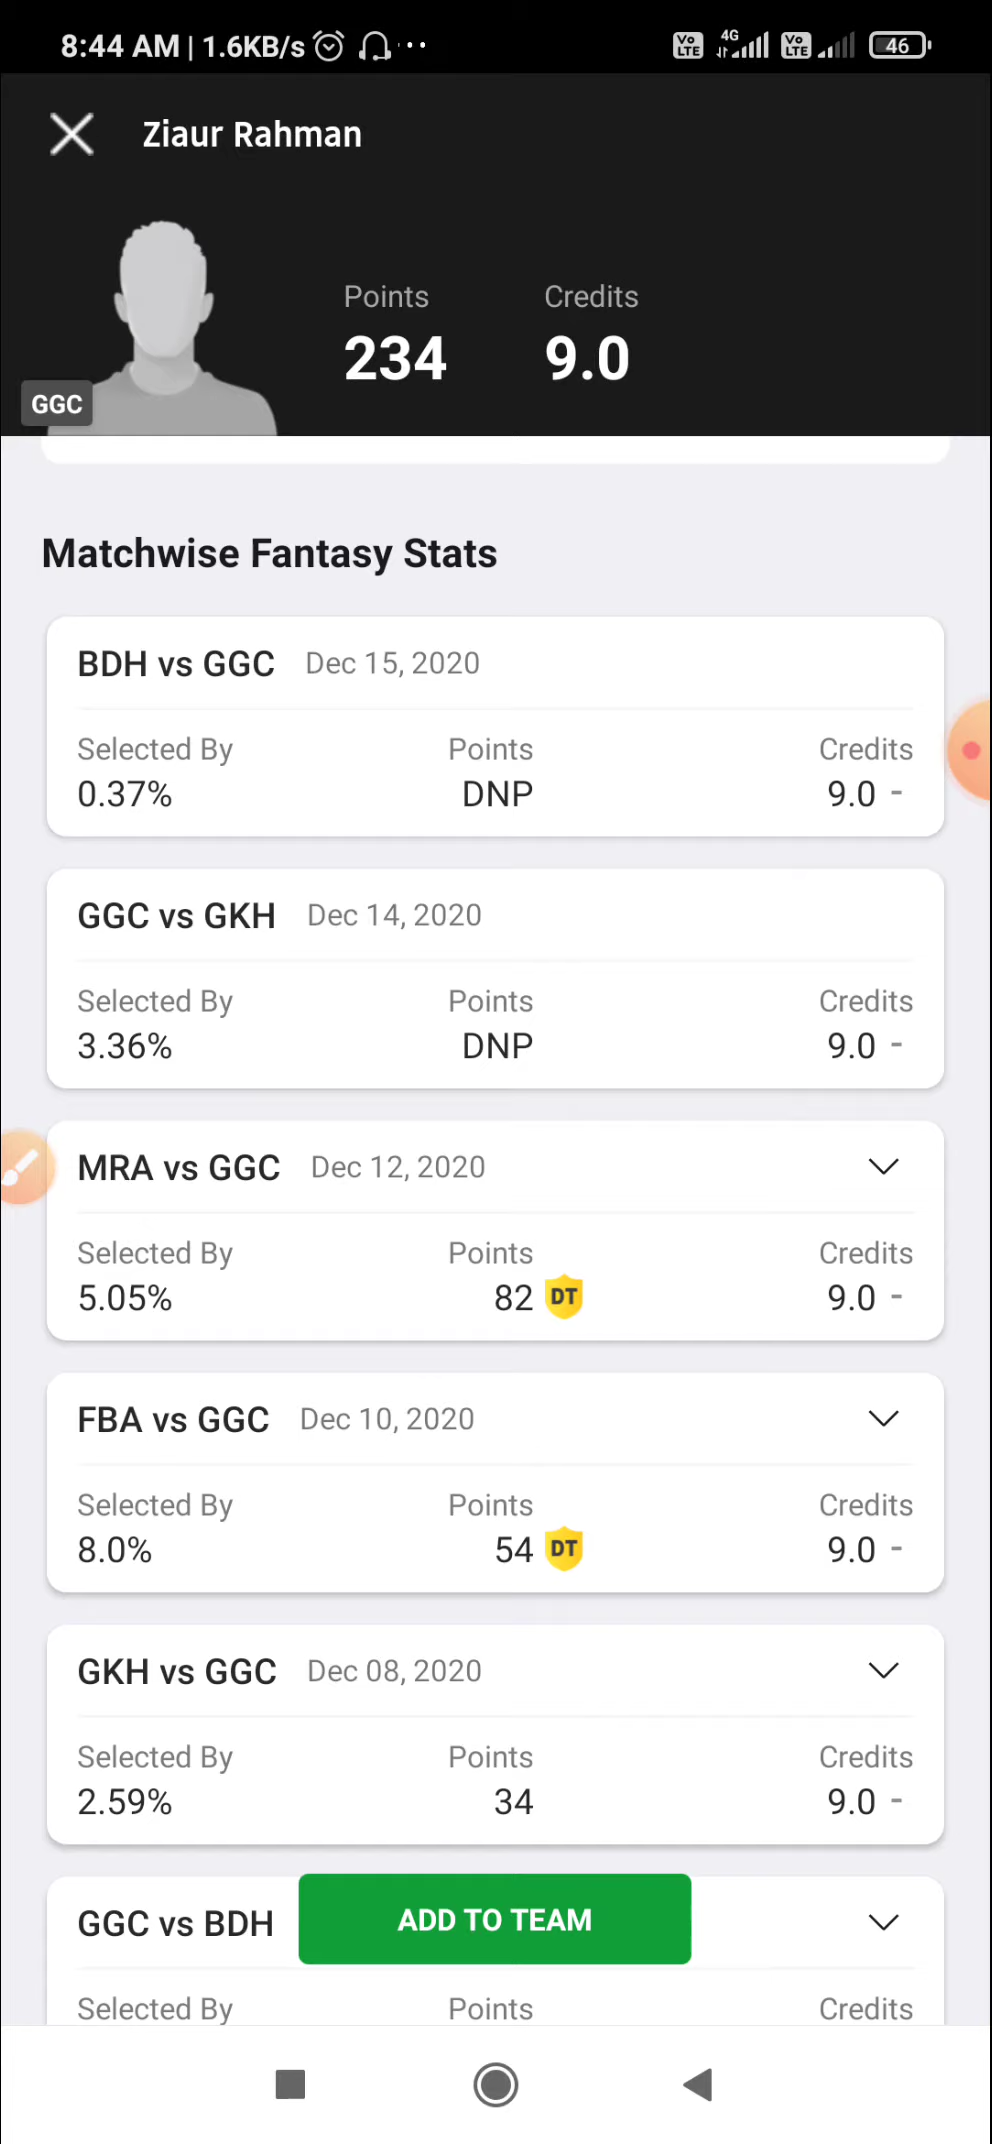 8:44 AM | 1.6KB/s
Vo LTE 4G Vo LTE 46
Ziaur Rahman
Points Credits
234 9.0
GGC
Matchwise Fantasy Stats
BDH vs GGC Dec 15, 2020
Selected By Points Credits
0.37% DNP 9.0 -
GGC vs GKH Dec 14, 2020
Selected By Points Credits
3.36% DNP 9.0 -
MRA vs GGC Dec 12, 2020
Selected By Points Credits
5.05% 82 DT 9.0 -
FBA vs GGC Dec 10, 2020
Selected By Points Credits
8.0% 54 DT 9.0 -
GKH vs GGC Dec 08, 2020
Selected By Points Credits
2.59% 34 9.0 -
GGC vs BDH ADD TO TEAM
Selected By Points Credits